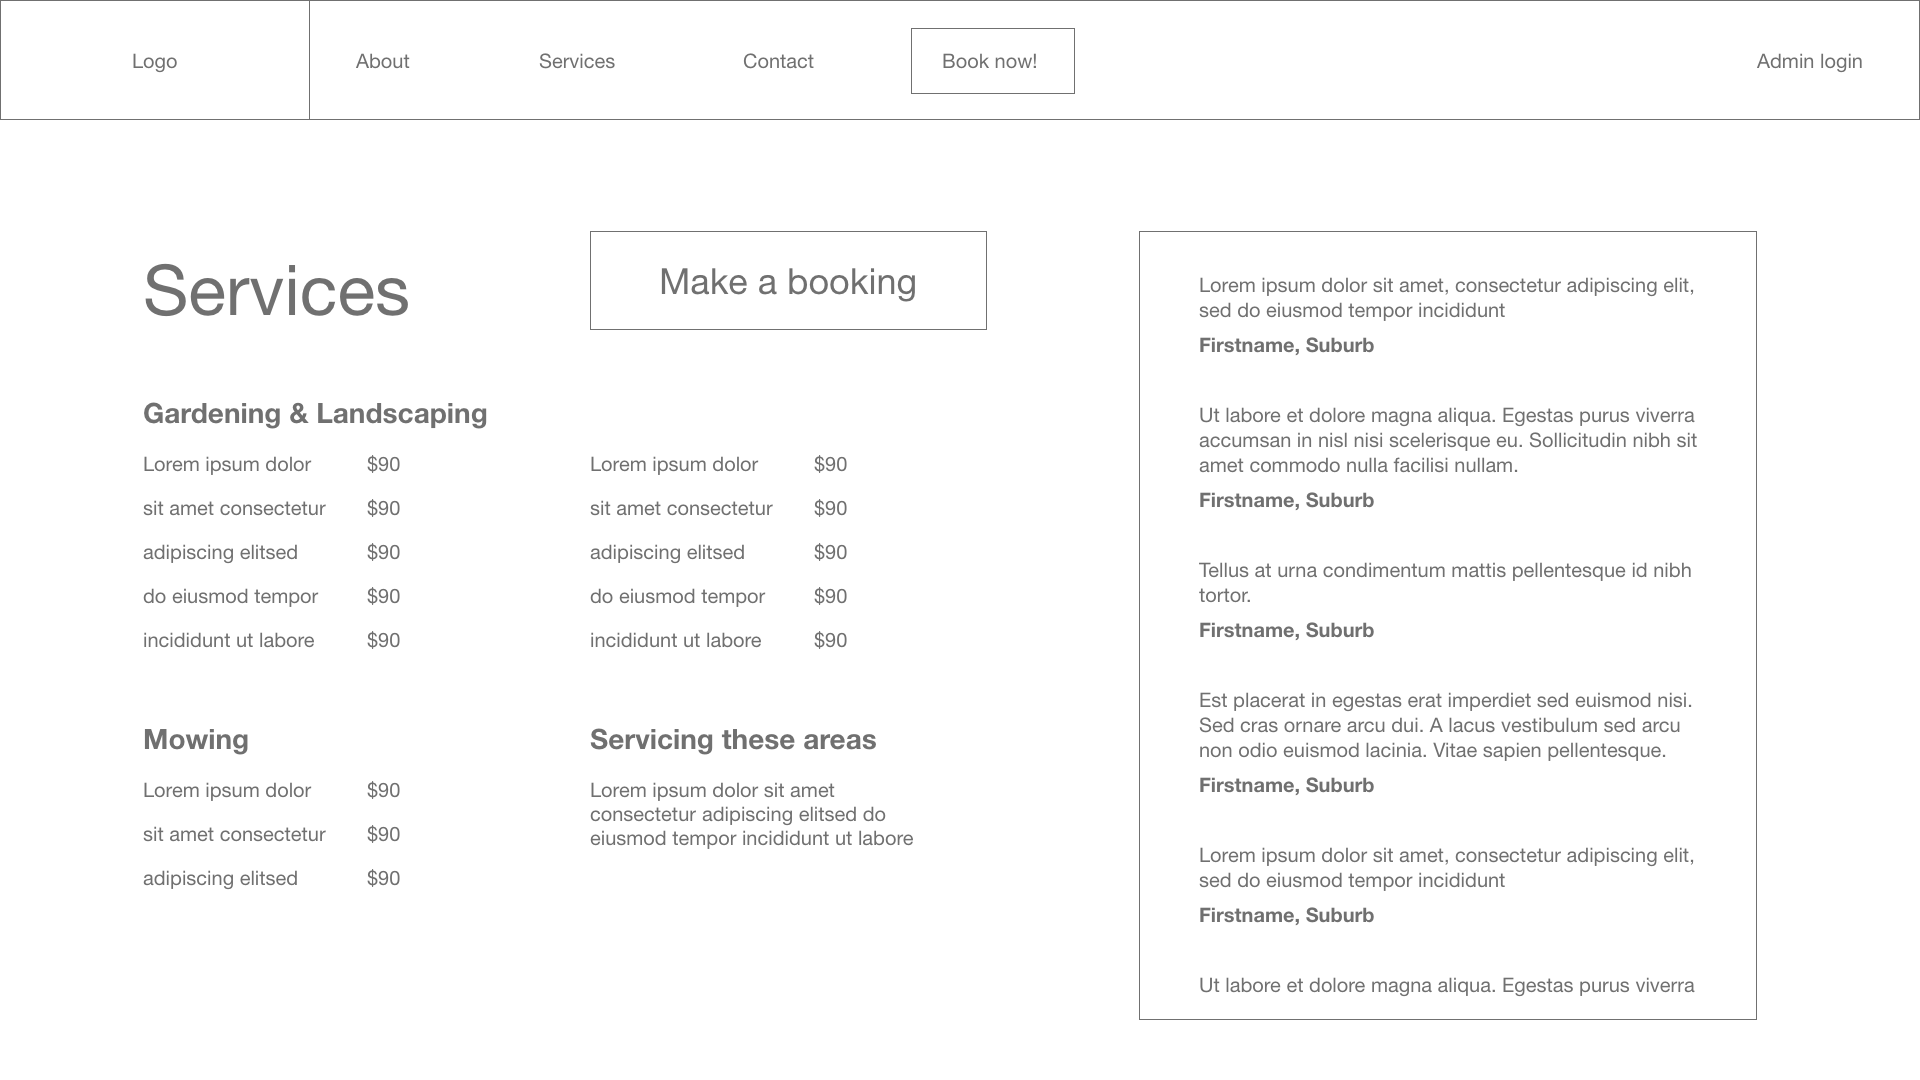 Logo
About
Services
Contact
Book now!
Admin login
Services
Make a booking
Gardening & Landscaping
Lorem ipsum dolor $90
sit amet consectetur $90
adipiscing elitsed $90
do eiusmod tempor $90
incididunt ut labore $90
Lorem ipsum dolor $90
sit amet consectetur $90
adipiscing elitsed $90
do eiusmod tempor $90
incididunt ut labore $90
Mowing
Lorem ipsum dolor $90
sit amet consectetur $90
adipiscing elitsed $90
Servicing these areas
Lorem ipsum dolor sit amet
consectetur adipiscing elitsed do
eiusmod tempor incididunt ut labore
Lorem ipsum dolor sit amet, consectetur adipiscing elit,
sed do eiusmod tempor incididunt
Firstname, Suburb
Ut labore et dolore magna aliqua. Egestas purus viverra
accumsan in nisl nisi scelerisque eu. Sollicitudin nibh sit
amet commodo nulla facilisi nullam.
Firstname, Suburb
Tellus at urna condimentum mattis pellentesque id nibh
tortor.
Firstname, Suburb
Est placerat in egestas erat imperdiet sed euismod nisi.
Sed cras ornare arcu dui. A lacus vestibulum sed arcu
non odio euismod lacinia. Vitae sapien pellentesque.
Firstname, Suburb
Lorem ipsum dolor sit amet, consectetur adipiscing elit,
sed do eiusmod tempor incididunt
Firstname, Suburb
Ut labore et dolore magna aliqua. Egestas purus viverra